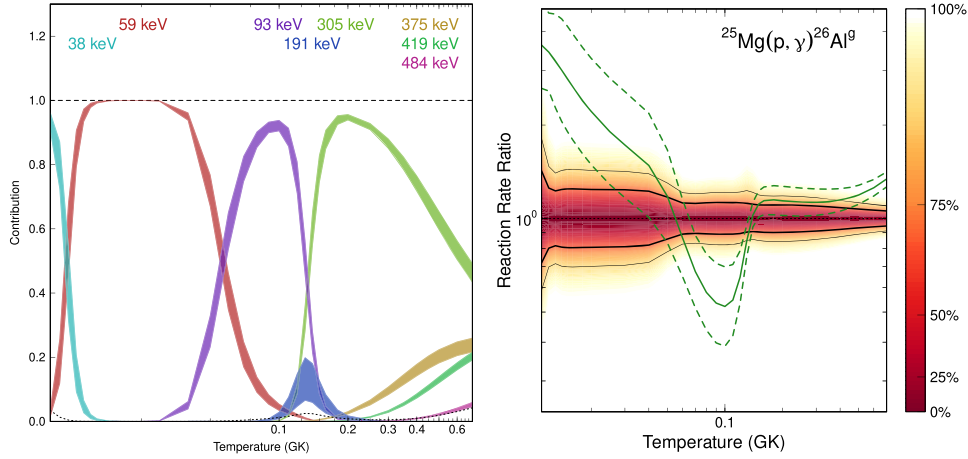 59 keV 93 keV 305 keV 375 keV
38 keV 191 keV 419 keV
484 keV
1.2
1.0
0.8
0.6
0.4
0.2
0.0
Contribution
0.1 0.2 0.3 0.4 0.6
Temperature (GK)
²⁵Mg(p, γ)²⁶Alᵍ
Reaction Rate Ratio
10⁰
0.1
Temperature (GK)
100%
75%
50%
25%
0%